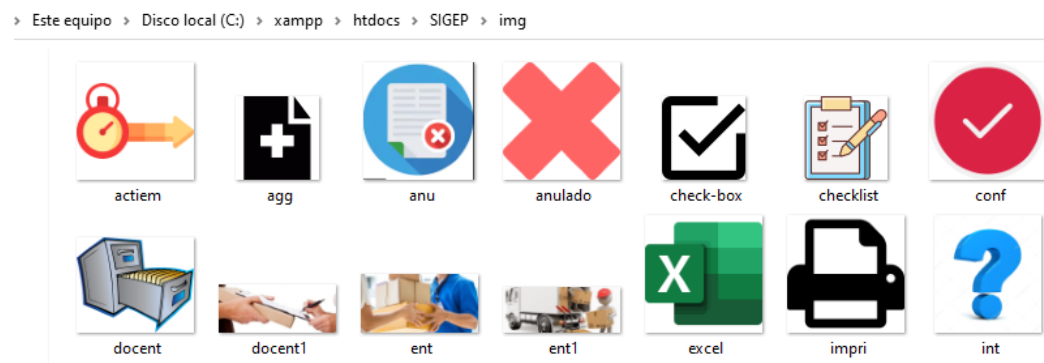 Este equipo > Disco local (C:) > xampp > htdocs > SIGEP > img
actiem agg anu anulado check-box checklist conf
X
docent docent1 ent ent1 excel impri int